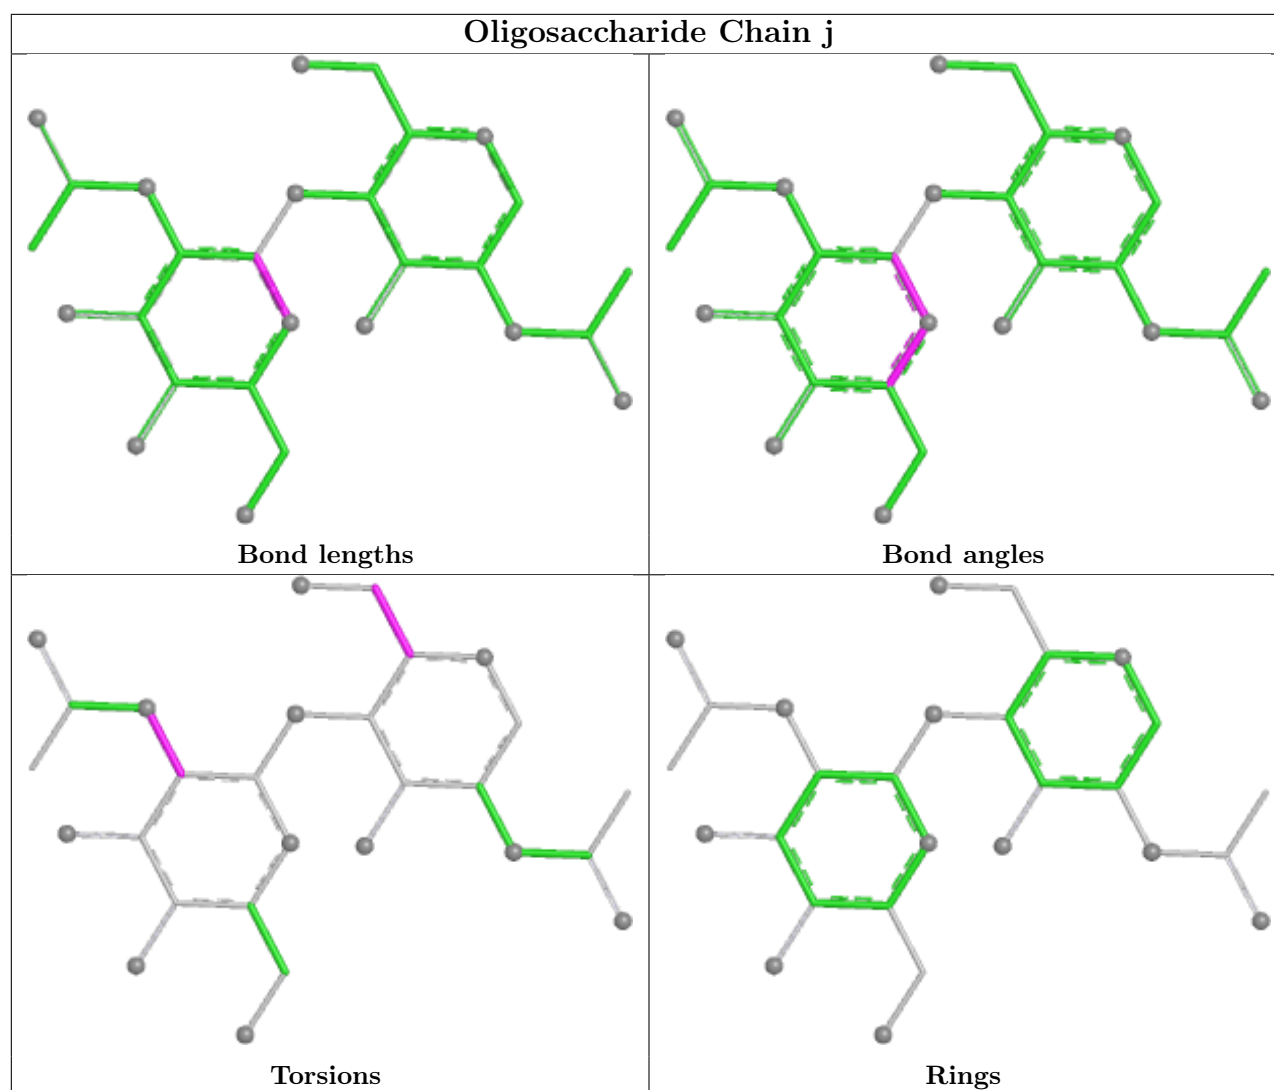 Oligosaccharide Chain j
Bond lengths
Bond angles
Torsions
Rings